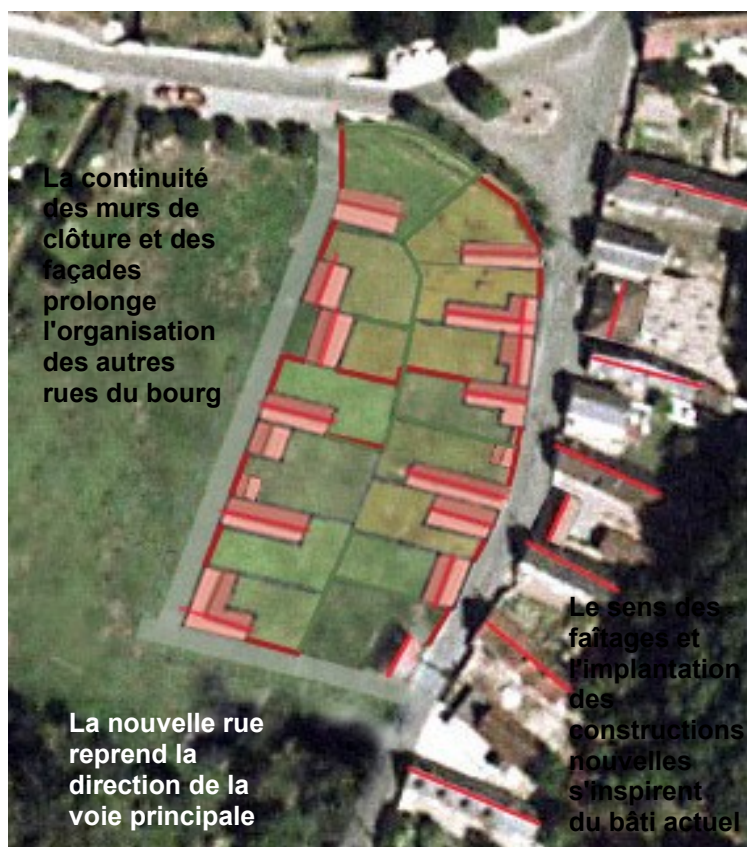 La continuité
des murs de
clôture et des
façades
prolonge
l'organisation
des autres
rues du bourg
La nouvelle rue
reprend la
direction de la
voie principale
Le sens des
faîtages et
l'implantation
des
constructions
nouvelles
s'inspirent
du bâti actuel